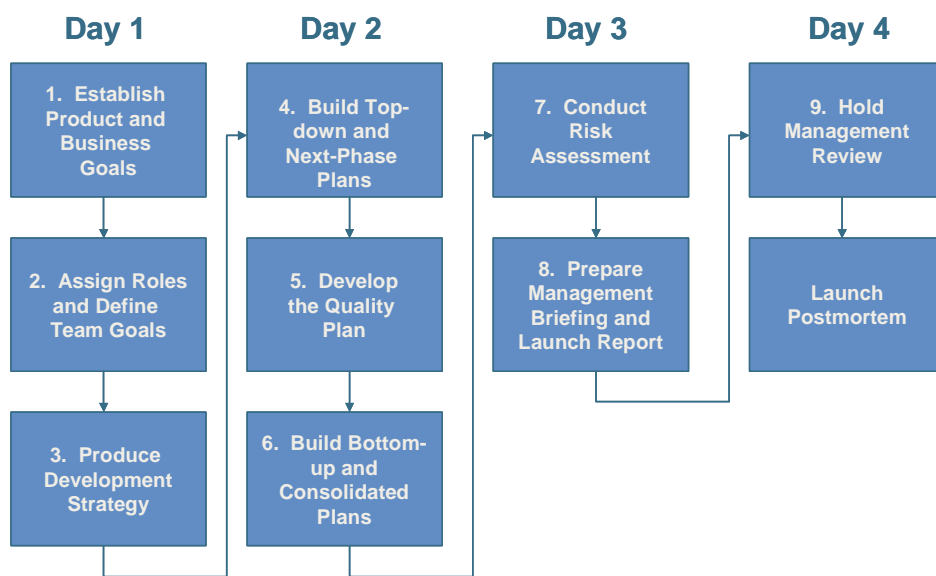 Day 1
1. Establish
Product and
Business
Goals
2. Assign Roles
and Define
Team Goals
3. Produce
Development
Strategy
Day 2
4. Build Top-
down and
Next-Phase
Plans
5. Develop
the Quality
Plan
6. Build Bottom-
up and
Consolidated
Plans
Day 3
7. Conduct
Risk
Assessment
8. Prepare
Management
Briefing and
Launch Report
Day 4
9. Hold
Management
Review
Launch
Postmortem